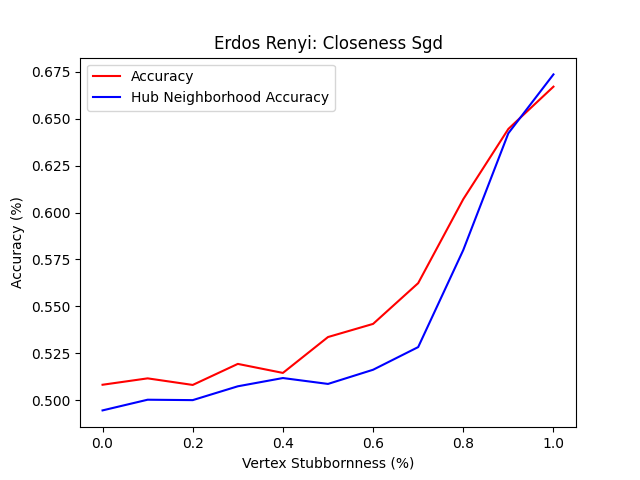 Erdos Renyi: Closeness Sgd
Accuracy
Hub Neighborhood Accuracy
0.675
0.650
0.625
0.600
0.575
0.550
0.525
0.500
Accuracy (%)
0.0 0.2 0.4 0.6 0.8 1.0
Vertex Stubbornness (%)